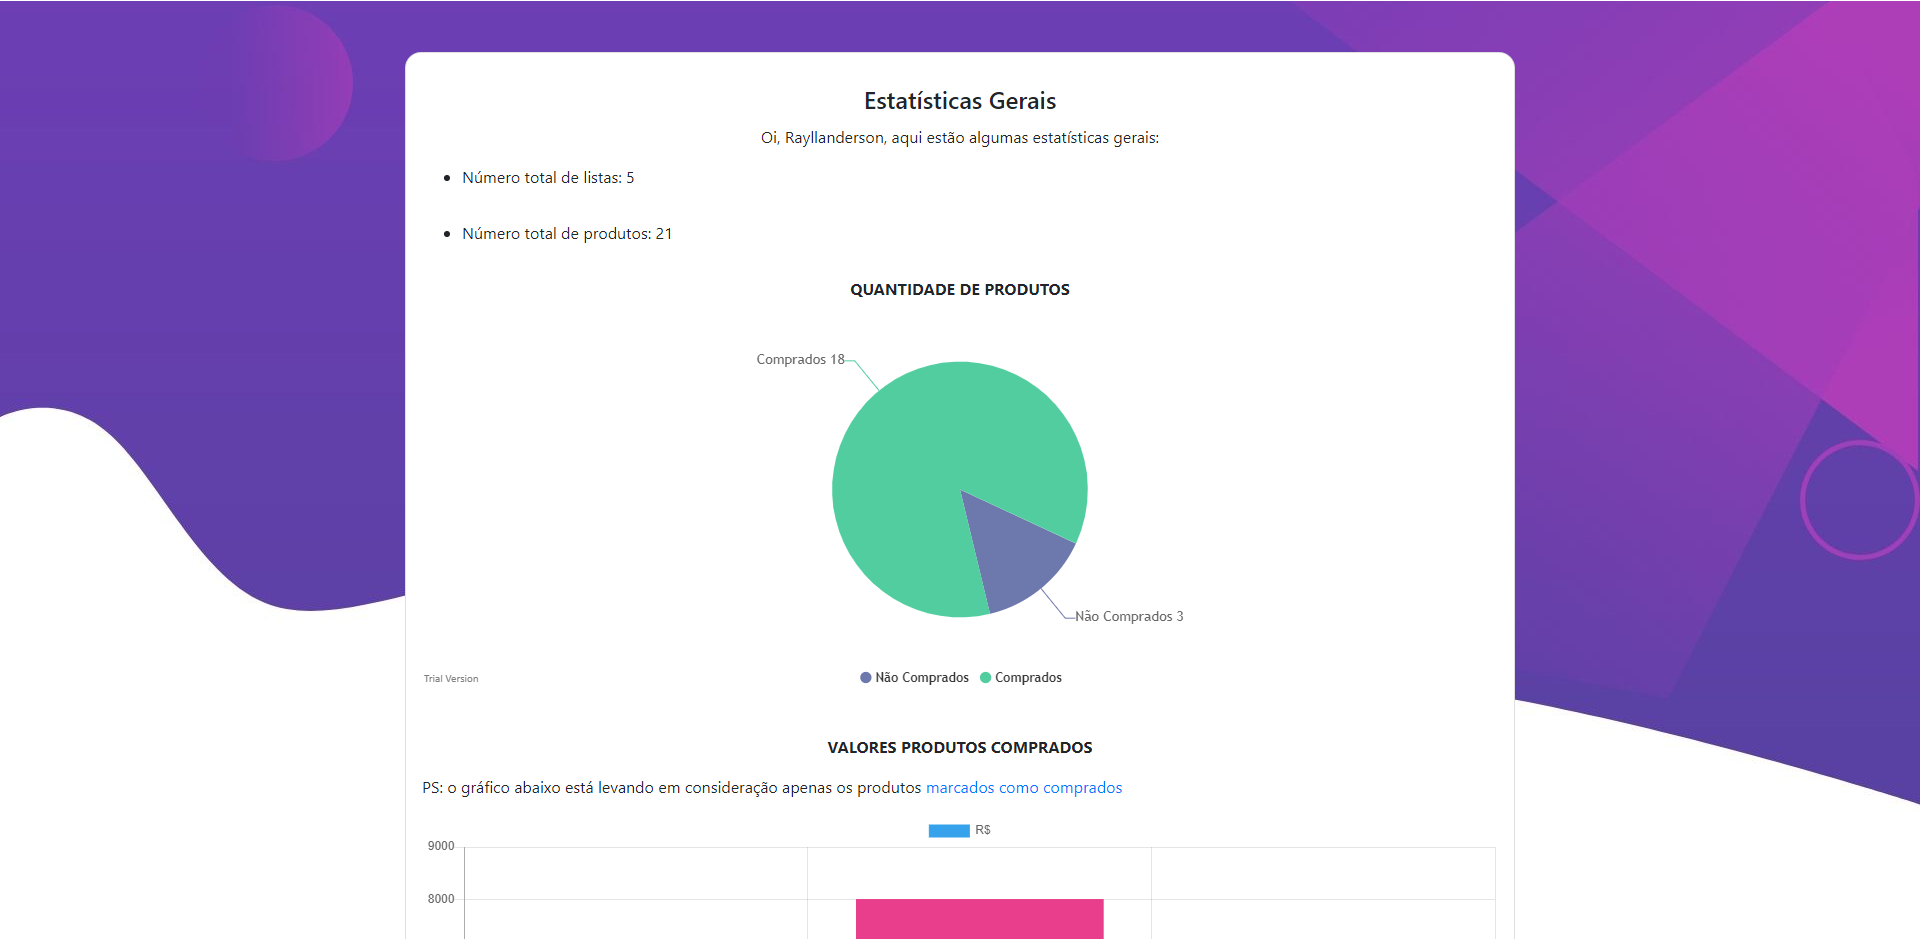 Estatísticas Gerais
Oi, Rayllanderson, aqui estão algumas estatísticas gerais:
Número total de listas: 5
Número total de produtos: 21
QUANTIDADE DE PRODUTOS
Comprados 18
Não Comprados 3
Trial Version
Não Comprados Comprados
VALORES PRODUTOS COMPRADOS
PS: o gráfico abaixo está levando em consideração apenas os produtos marcados como comprados
R$
9000
8000